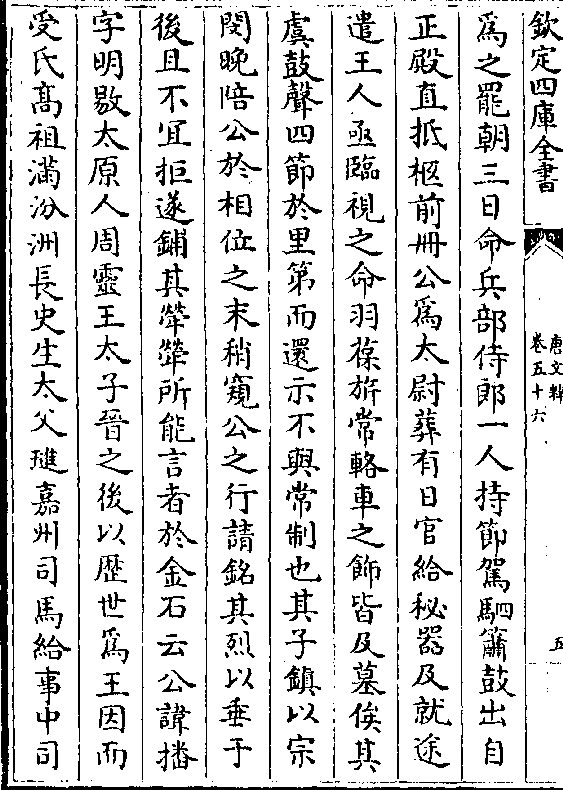 欽定四庫全書
唐文粹
卷五十六
五
爲之罷朝三日命兵部侍郎一人持節駕駟簫鼓出自
正殿直抵柩前冊公爲大尉葬有日官給秘器及就途
遣王人亟臨視之命羽葆旂常輅車之飾皆及墓俟其
虞鼓聲四節於里第而還示不與常制也其子鎮以宗
閔晚陪公於相位之末稍窺公之行請銘其烈以垂于
後且不宜拒遂鋪其犖犖所能言者於金石云公諱播
字明敭太原人周靈王太子晉之後以歴世爲王因而
受氏髙祖滿汾洲長史生太父璡嘉州司馬給事中司